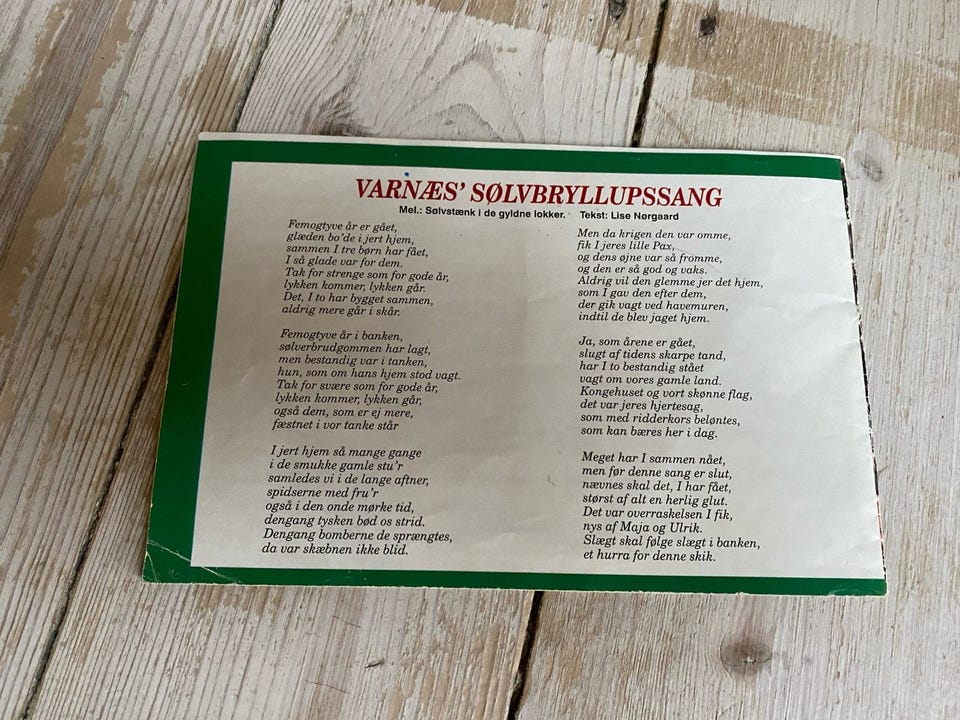 VARNÆS' SØLVBRYLLUPSSANG
Mel.: Sølvstænk i de gyldne lokker. Tekst: Lise Nørgaard
Femogtyve år er gået,
glæden bo'de i jert hjem,
sammen I tre børn har fået,
I så glade var for dem.
Tak for strenge som for gode år,
lykken kommer, lykken går.
Det, I to har bygget sammen,
aldrig mere går i skår.
Femogtyve år i banken,
sølverbrudgommen har lagt,
men bestandig var i tanken,
hun, som om hans hjem stod vagt.
Tak for svære som for gode år,
lykken kommer, lykken går,
også dem, som er ej mere,
fæstnet i vor tanke står
I jert hjem så mange gange
i de smukke gamle stu'r
samledes vi i de lange aftner,
spidserne med fru'r
også i den onde mørke tid,
dengang tysken bød os strid.
Dengang bomberne de sprængtes,
da var skæbnen ikke blid.
Men da krigen den var omme,
fik I jeres lille Pax,
og dens øjne var så fromme,
og den er så god og vaks.
Aldrig vil den glemme jer det hjem,
som I gav den efter dem,
der gik vagt ved havemuren,
indtil de blev jaget hjem.
Ja, som årene er gået,
slugt af tidens skarpe tand,
har I to bestandig stået
vagt om vores gamle land.
Kongehuset og vort skønne flag,
det var jeres hjertesag,
som med ridderkors beløntes,
som kan bæres her i dag.
Meget har I sammen nået,
men før denne sang er slut,
nævnes skal det, I har fået,
størst af alt en herlig glut.
Det var overraskelsen I fik,
nys af Maja og Ulrik.
Slægt skal følge slægt i banken,
et hurra for denne skik.